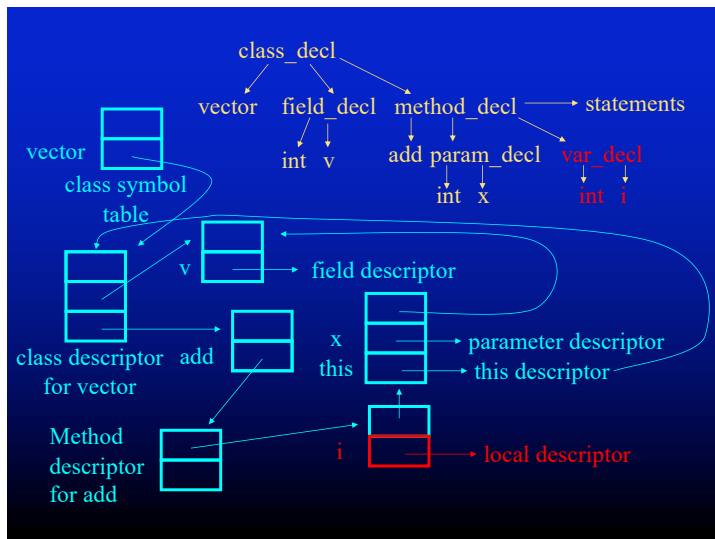 class_decl
vector field_decl method_decl statements
vector
int v add param_decl var_decl
class symbol
table
int x int i
v field descriptor
x parameter descriptor
class descriptor
for vector
add
this this descriptor
Method
descriptor
for add
i local descriptor